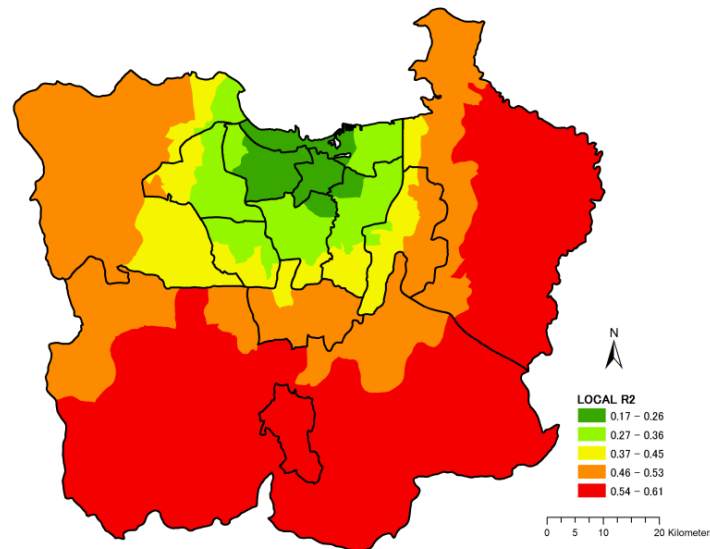 N
LOCAL R2
0.17 – 0.26
0.27 – 0.36
0.37 – 0.45
0.46 – 0.53
0.54 – 0.61
0 5 10 20 Kilometer